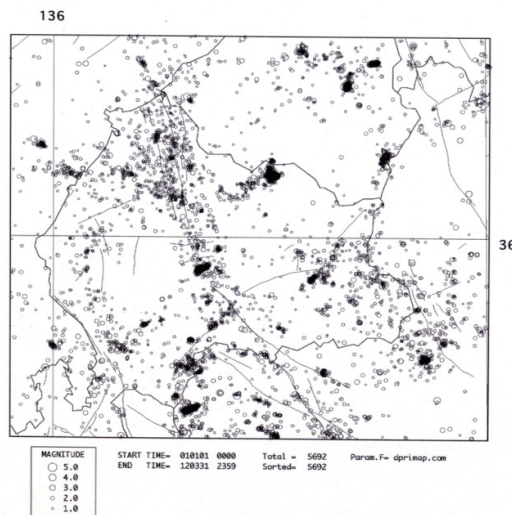 136
36
MAGNITUDE
5.0
4.0
3.0
2.0
1.0
START TIME= 010101 0000 Total = 5692 Param.F= dprimap.com
END TIME= 120331 2359 Sorted= 5692